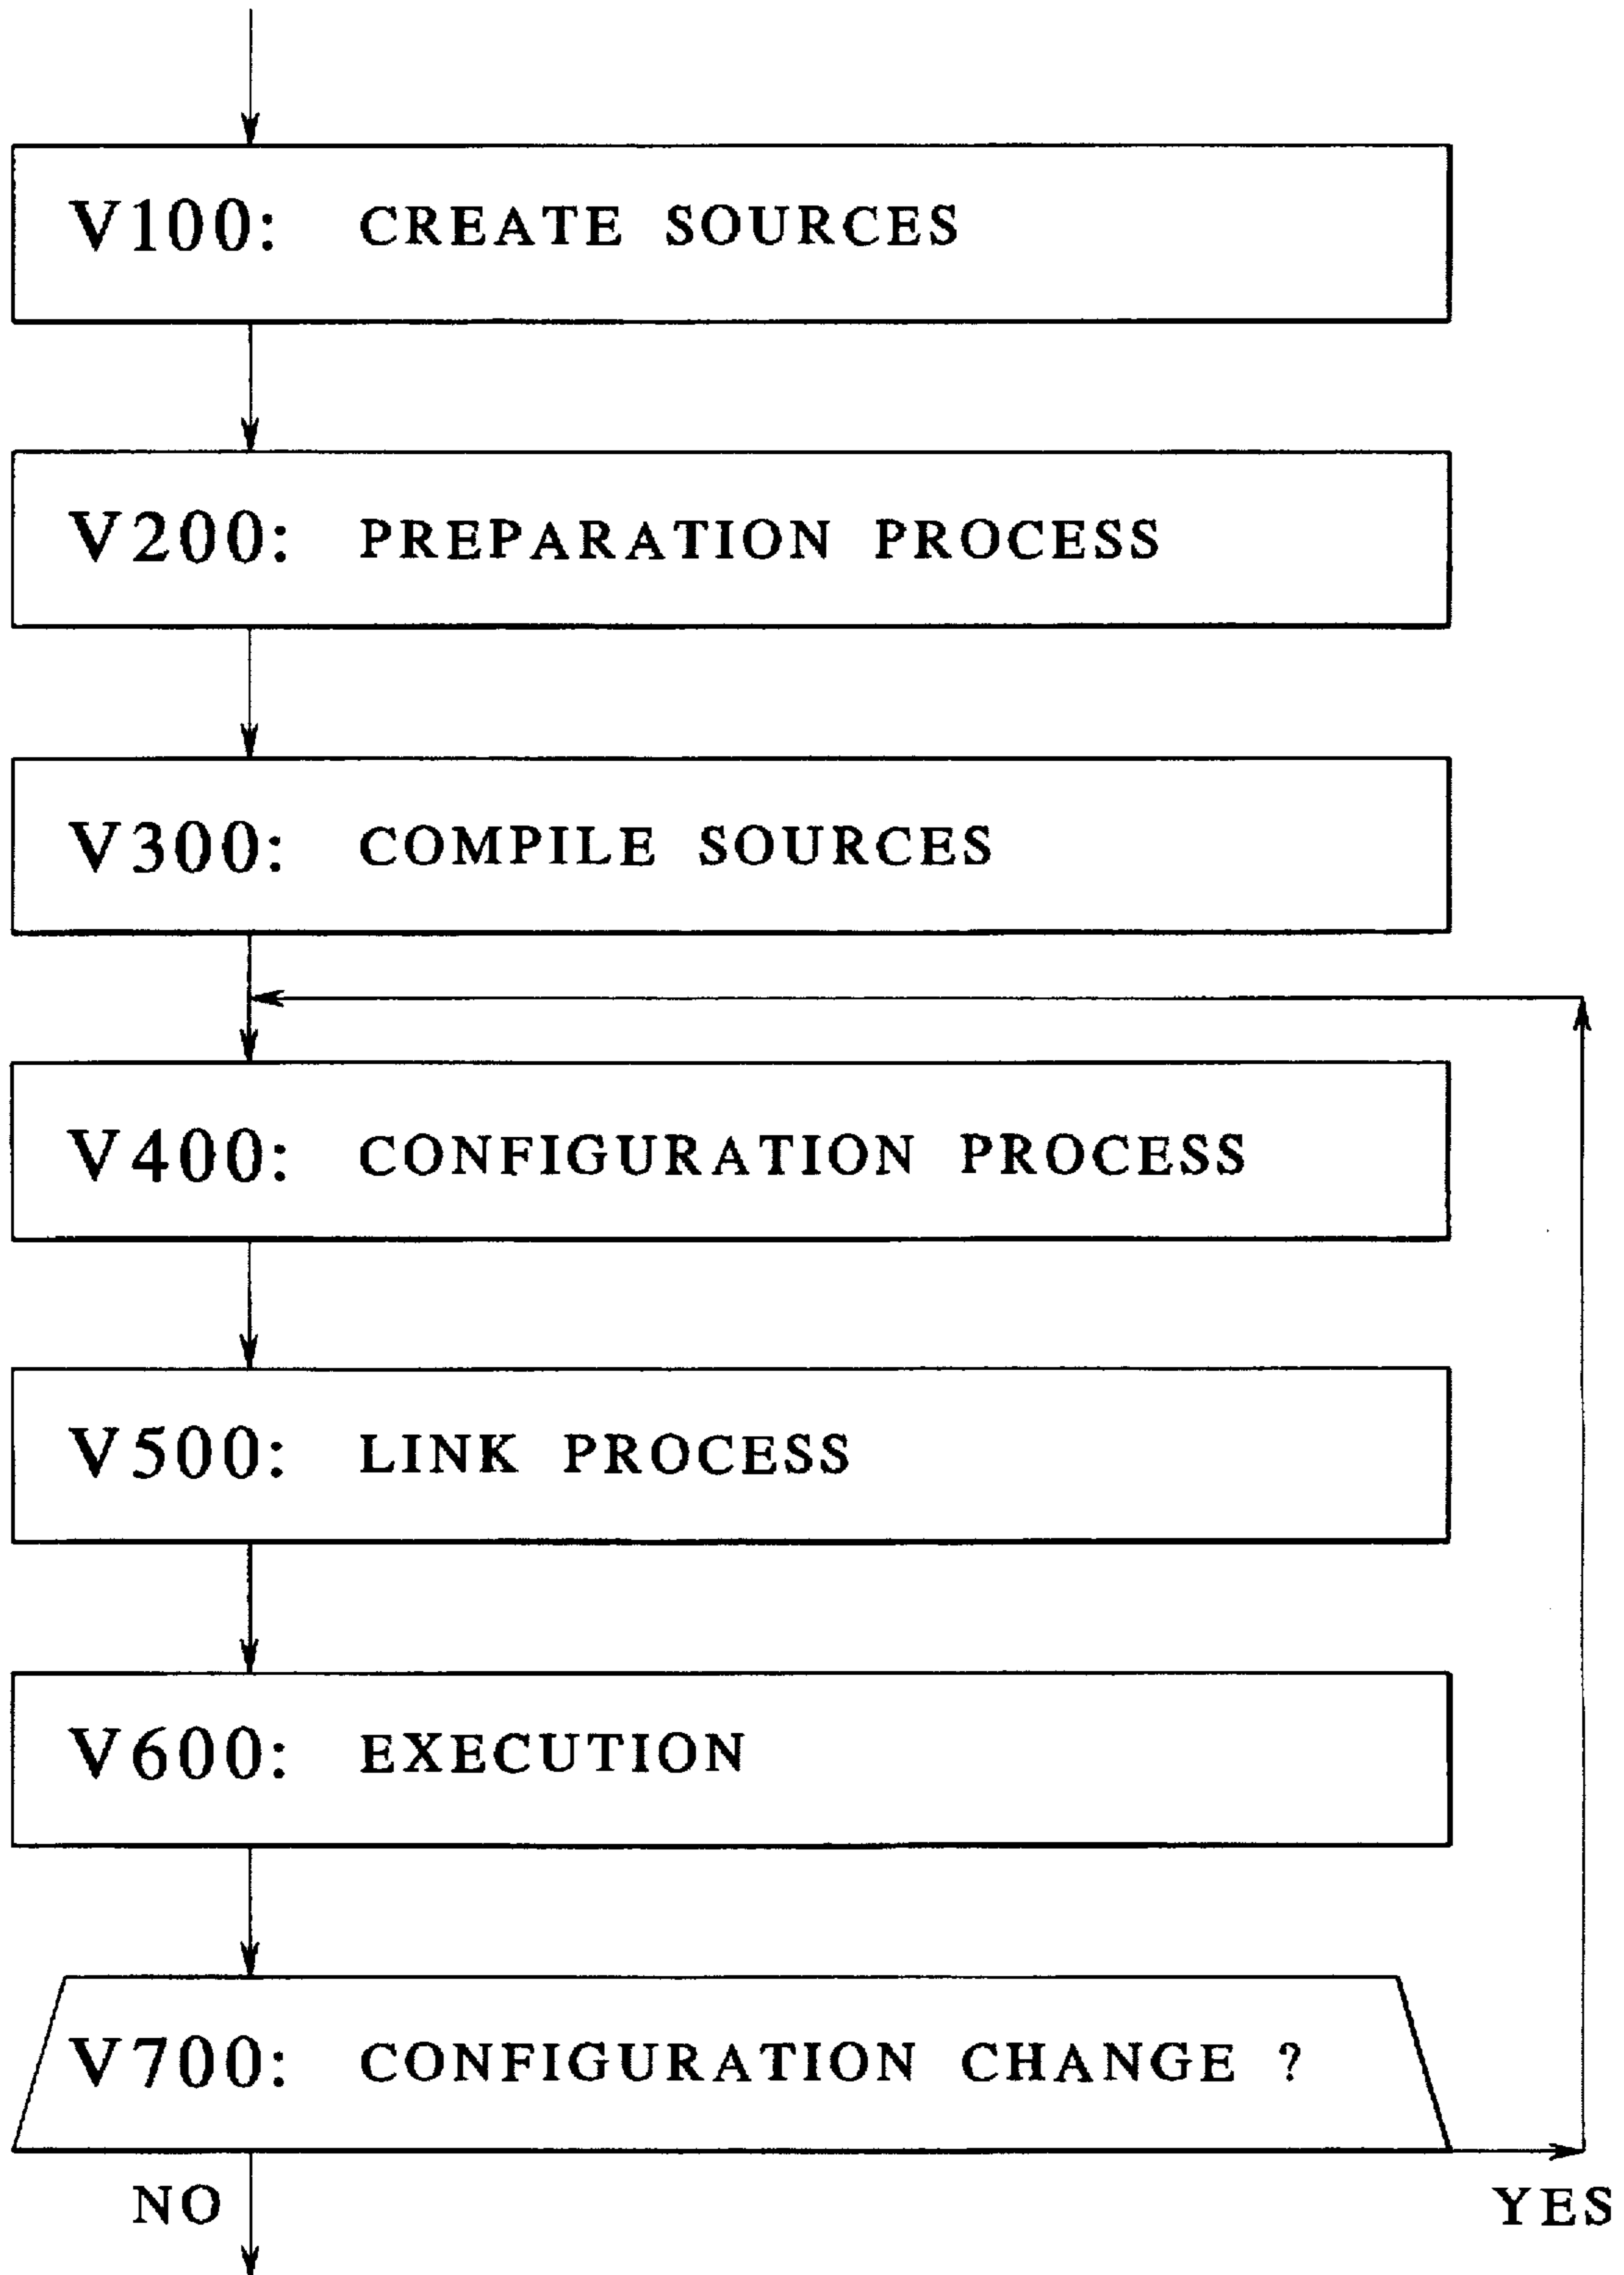 V100: CREATE SOURCES
V200: PREPARATION PROCESS
V300: COMPILE SOURCES
V400: CONFIGURATION PROCESS
V500: LINK PROCESS
V600: EXECUTION
V700: CONFIGURATION CHANGE ?
NO
YES